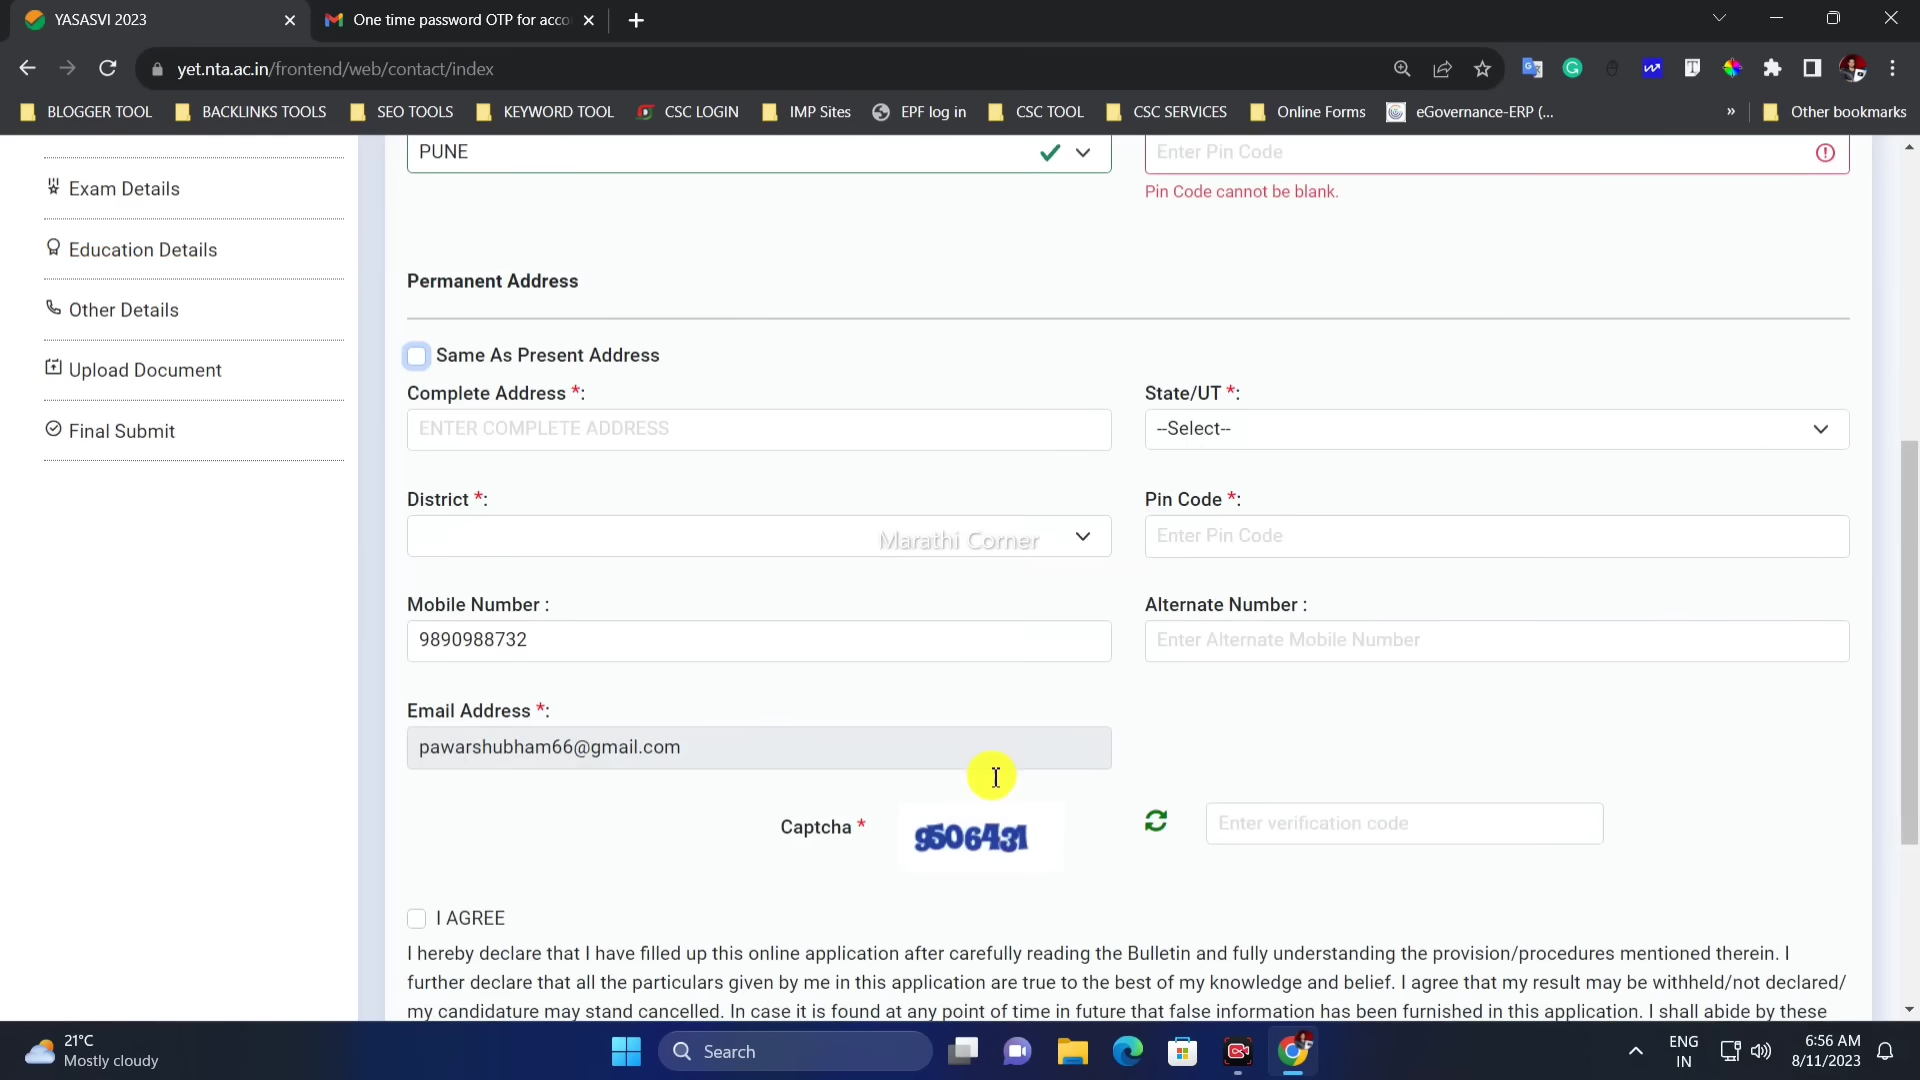 YASASVI 2023
One time password OTP for acco
yet.nta.ac.in/frontend/web/contact/index
BLOGGER TOOL
BACKLINKS TOOLS
SEO TOOLS
KEYWORD TOOL
CSC LOGIN
IMP Sites
EPF log in
CSC TOOL
CSC SERVICES
Online Forms
eGovernance-ERP (...
»
Other bookmarks
Exam Details
Education Details
Other Details
Upload Document
Final Submit
PUNE
Enter Pin Code
Pin Code cannot be blank.
Permanent Address
Same As Present Address
Complete Address *:
State/UT *:
ENTER COMPLETE ADDRESS
--Select--
District *:
Pin Code *:
Marathi Corner
Enter Pin Code
Mobile Number :
Alternate Number :
9890988732
Enter Alternate Mobile Number
Email Address *:
pawarshubham66@gmail.com
Captcha *
9506431
Enter verification code
I AGREE
I hereby declare that I have filled up this online application after carefully reading the Bulletin and fully understanding the provision/procedures mentioned therein. I
further declare that all the particulars given by me in this application are true to the best of my knowledge and belief. I agree that my result may be withheld/not declared/
my candidature may stand cancelled. In case it is found at any point of time in future that false information has been furnished in this application. I shall abide by these
21°C
Mostly cloudy
Search
ENG
IN
6:56 AM
8/11/2023